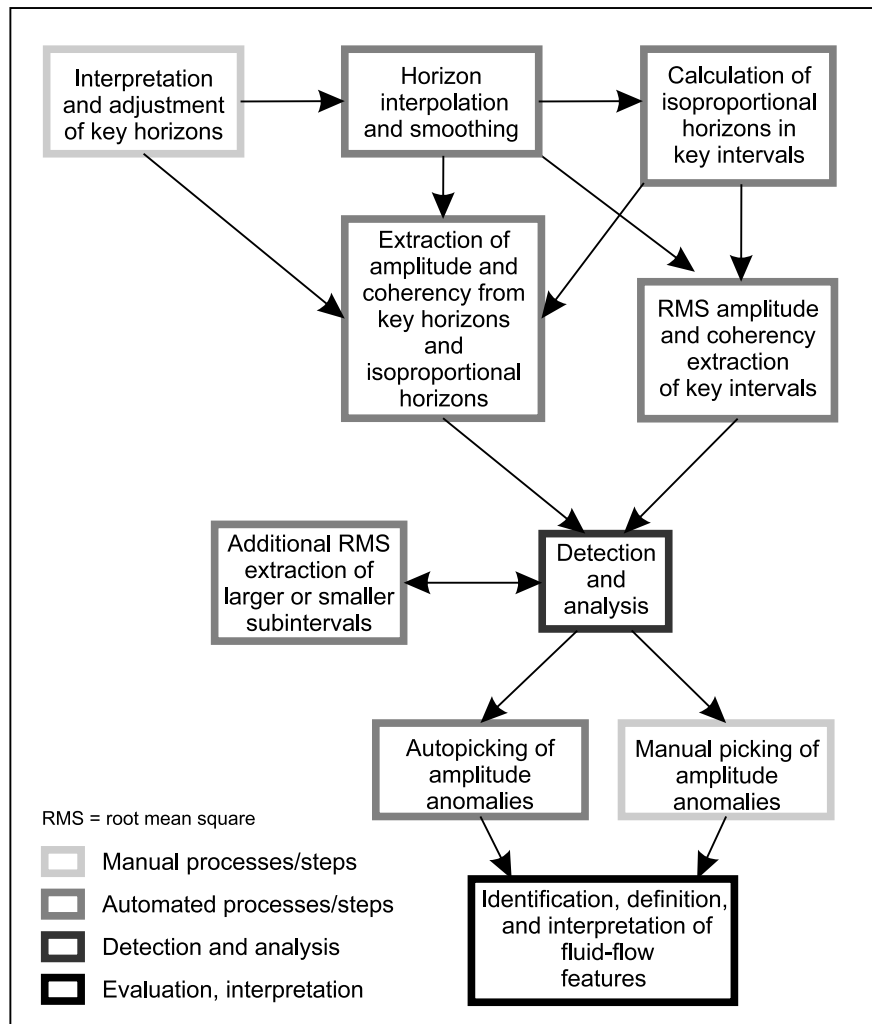 Interpretation
and adjustment
of key horizons
Horizon
interpolation
and smoothing
Calculation of
isoproportional
horizons in
key intervals
Extraction of
amplitude and
coherency from
key horizons
and
isoproportional
horizons
RMS amplitude
and coherency
extraction
of key intervals
Additional RMS
extraction of
larger or smaller
subintervals
Detection
and
analysis
Autopicking of
amplitude
anomalies
Manual picking of
amplitude
anomalies
RMS = root mean square
Manual processes/steps
Automated processes/steps
Detection and analysis
Evaluation, interpretation
Identification, definition,
and interpretation of
fluid-flow
features